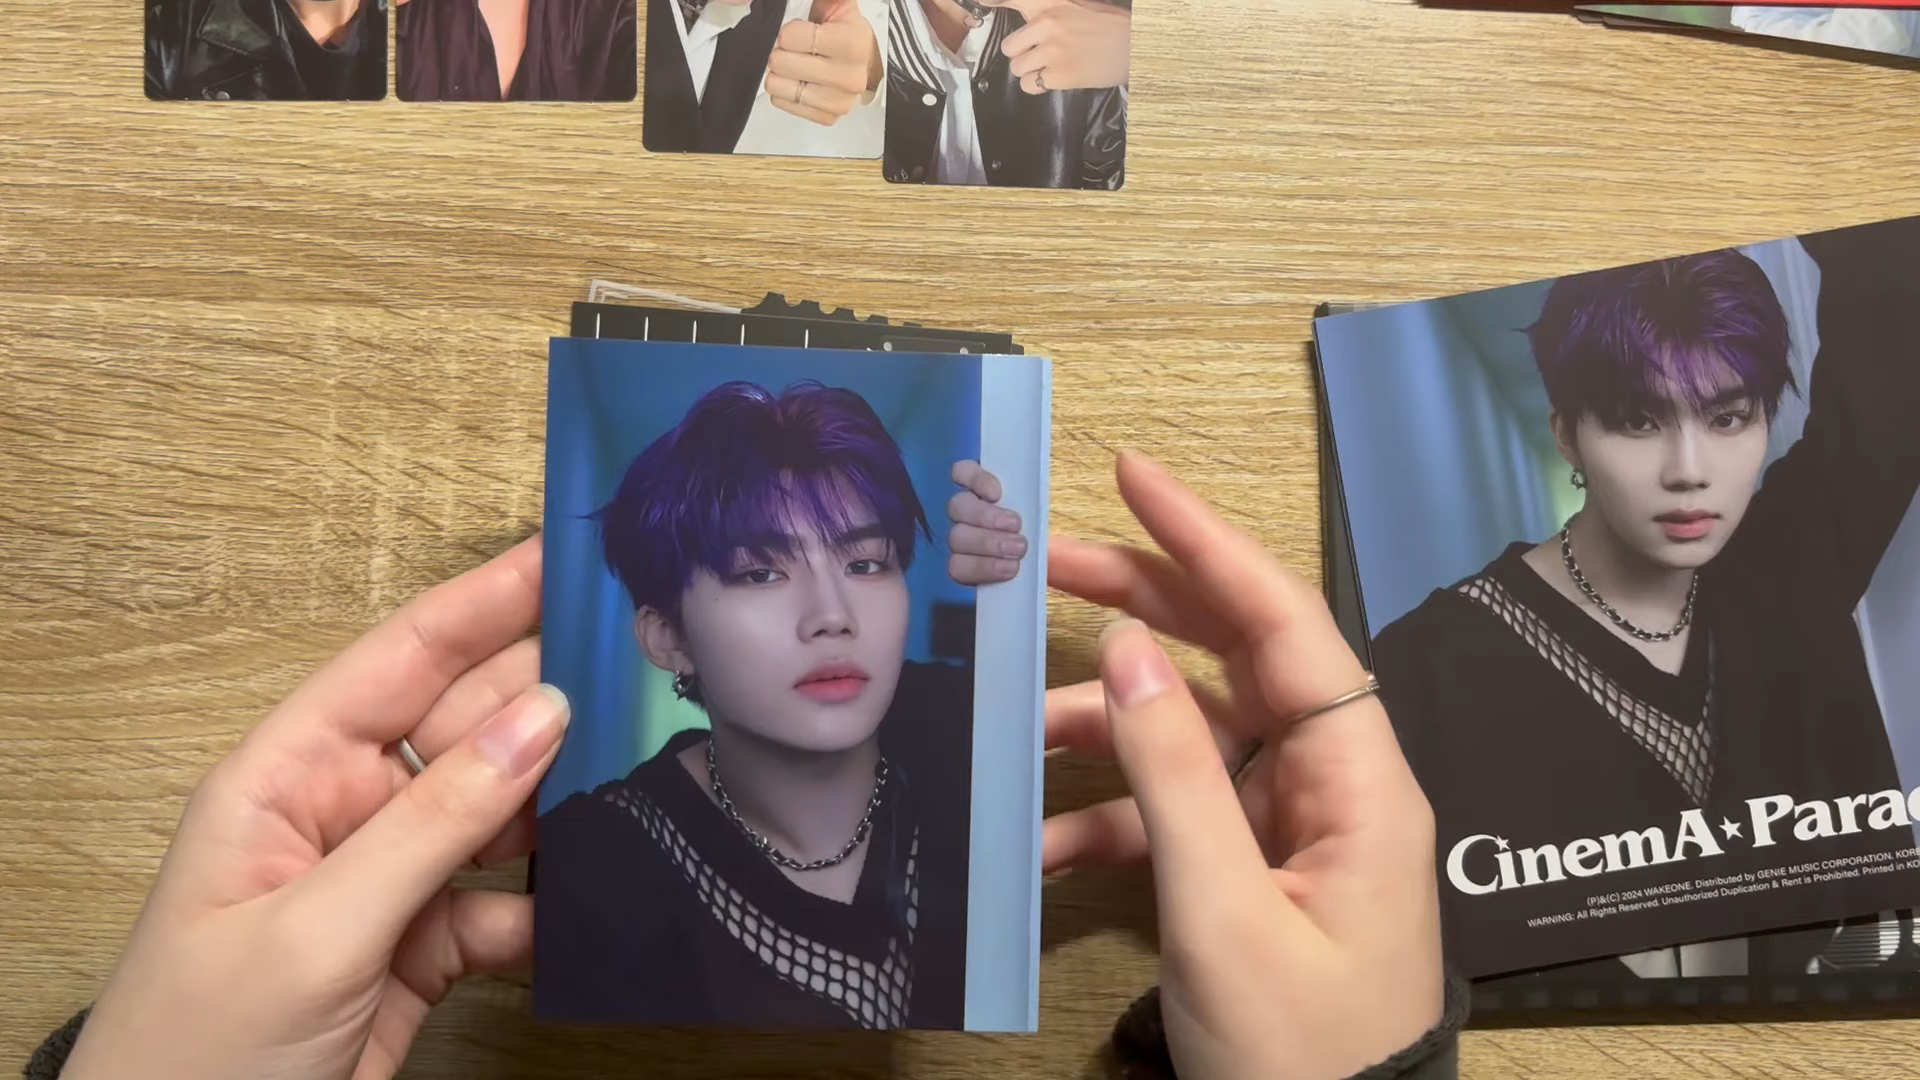 CinemA★Parad
(P)&(C) 2024 WAKEONE. Distributed by GENIE MUSIC CORPORATION. KORE
WARNING: All Rights Reserved. Unauthorized Duplication & Rent is Prohibited. Printed in KO